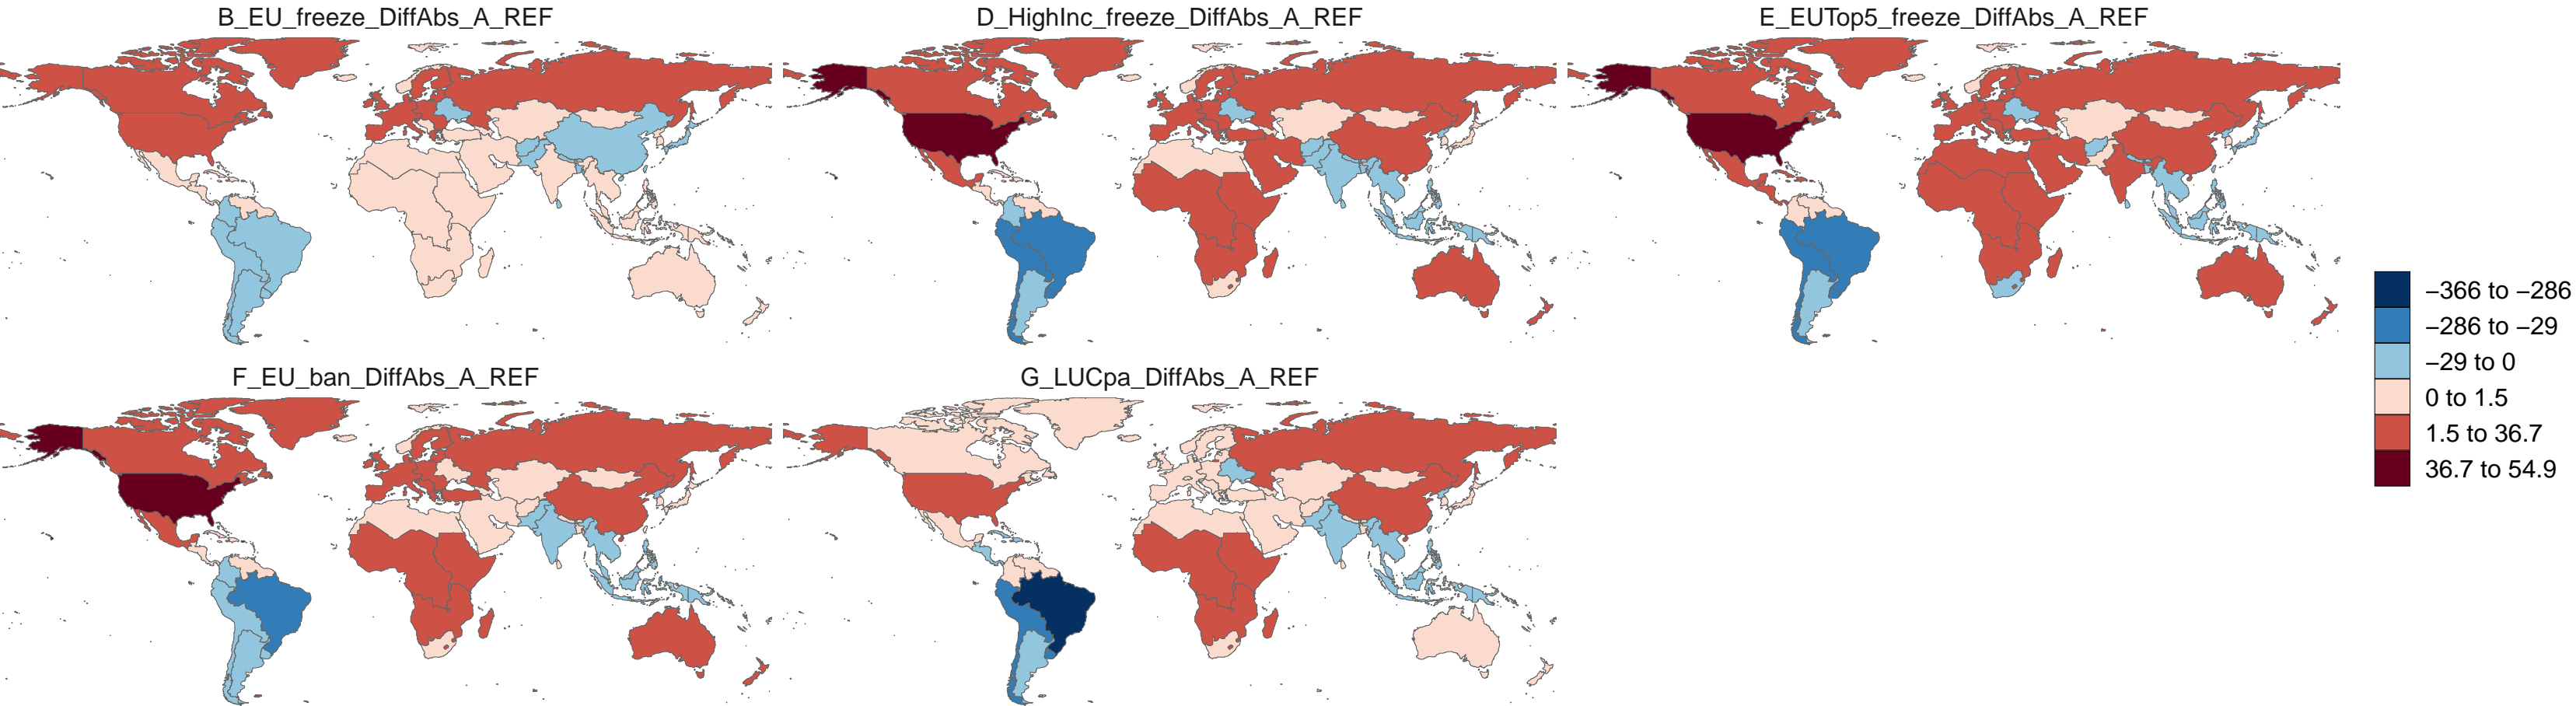 B_EU_freeze_DiffAbs_A_REF
D_HighInc_freeze_DiffAbs_A_REF
E_EUTop5_freeze_DiffAbs_A_REF
F_EU_ban_DiffAbs_A_REF
G_LUCpa_DiffAbs_A_REF
−366 to −286
−286 to −29
−29 to 0
0 to 1.5
1.5 to 36.7
36.7 to 54.9